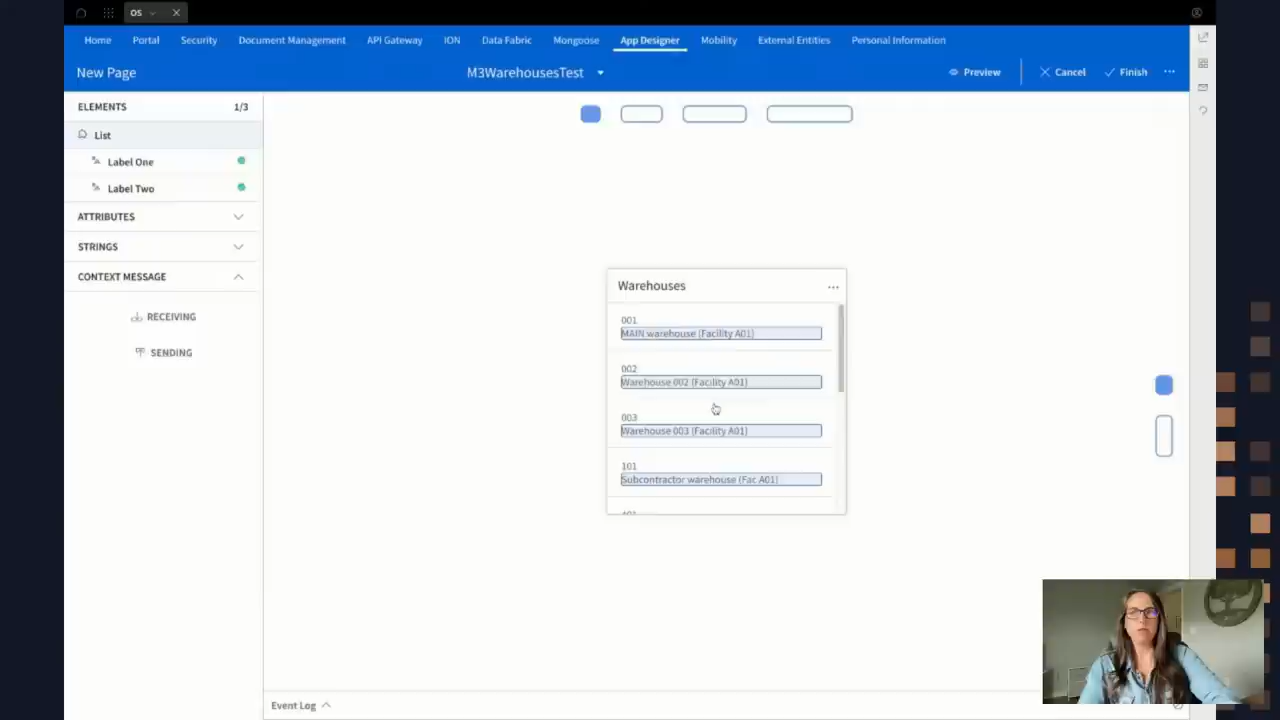 OS
Home Portal Security Document Management API Gateway ION Data Fabric Mongoose App Designer Mobility External Entities Personal Information
New Page M3WarehousesTest Preview Cancel Finish
ELEMENTS 1/3
List
Label One
Label Two
ATTRIBUTES
STRINGS
CONTEXT MESSAGE
RECEIVING
SENDING
Warehouses
001
MAIN warehouse (Facility A01)
002
Warehouse 002 (Facility A01)
003
Warehouse 003 (Facility A01)
101
Subcontractor warehouse (Fac A01)
Event Log